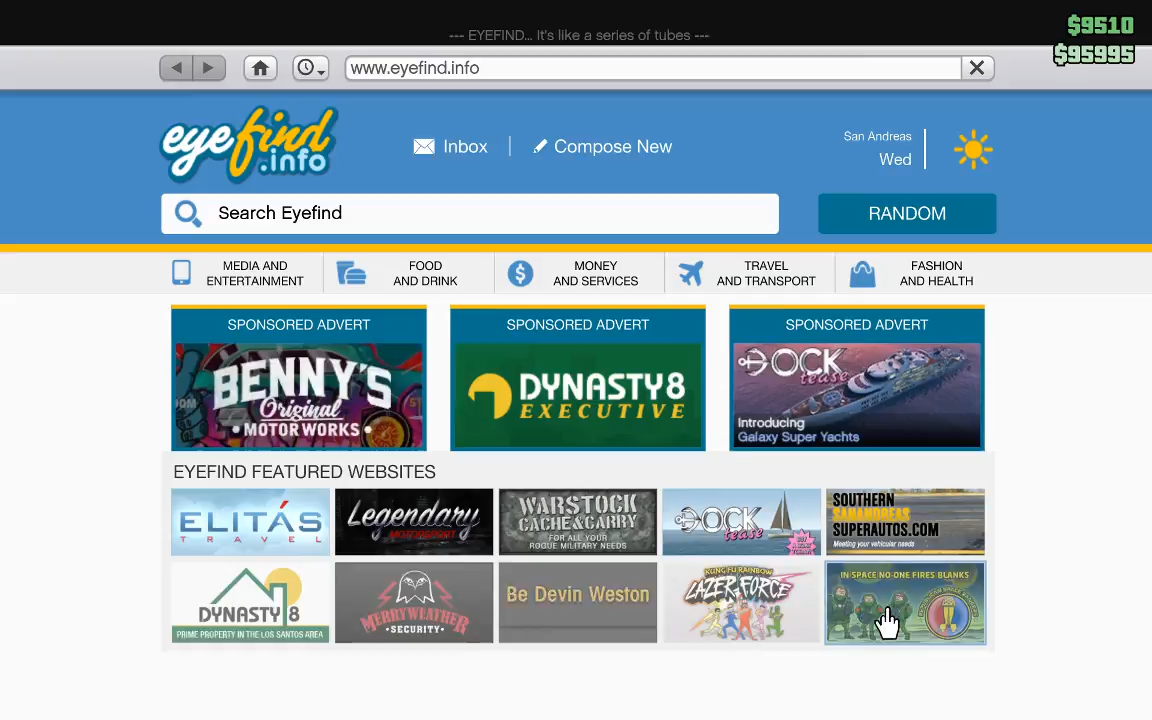 --- EYEFIND... It's like a series of tubes ---
$9510
$95995
www.eyefind.info
eyefind
.info
Inbox
Compose New
San Andreas
Wed
Search Eyefind
RANDOM
MEDIA AND
ENTERTAINMENT
FOOD
AND DRINK
MONEY
AND SERVICES
TRAVEL
AND TRANSPORT
FASHION
AND HEALTH
SPONSORED ADVERT
BENNY'S
Original
MOTOR WORKS
SPONSORED ADVERT
DYNASTY8
EXECUTIVE
SPONSORED ADVERT
DOCK
tease
Introducing
Galaxy Super Yachts
EYEFIND FEATURED WEBSITES
ELITÁS
TRAVEL
Legendary
MOTORSPORT
WARSTOCK
CACHE&CARRY
FOR ALL YOUR
ROGUE MILITARY NEEDS
DOCK
tease
SOUTHERN
SANANDREAS
SUPERAUTOS.COM
Meeting your vehicular needs
DYNASTY 8
PRIME PROPERTY IN THE LOS SANTOS AREA
MERRYWEATHER
SECURITY
Be Devin Weston
KUNG FU RAINBOW
LAZER FORCE
IN SPACE NO-ONE FIRES BLANKS